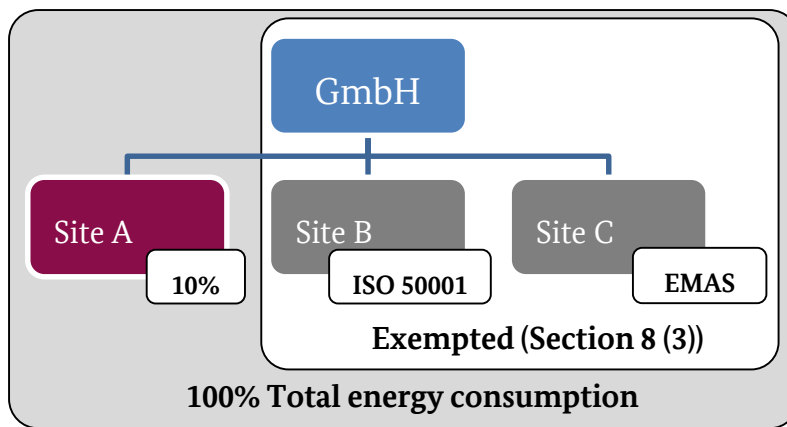 GmbH
Site A
10%
Site B
ISO 50001
Site C
EMAS
Exempted (Section 8 (3))
100% Total energy consumption